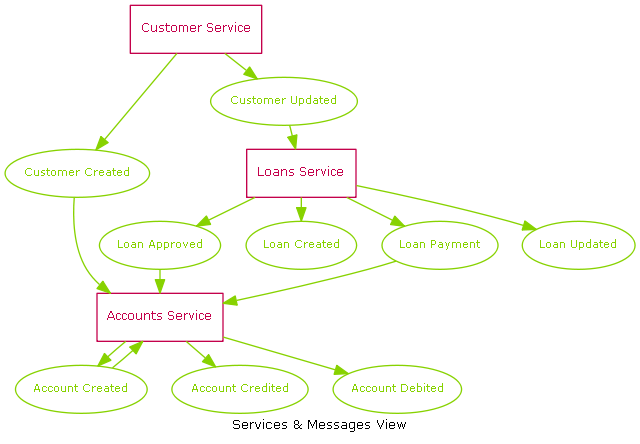 Customer Service
Customer Updated
Customer Created
Loans Service
Loan Approved
Loan Created
Loan Payment
Loan Updated
Accounts Service
Account Created
Account Credited
Account Debited
Services & Messages View